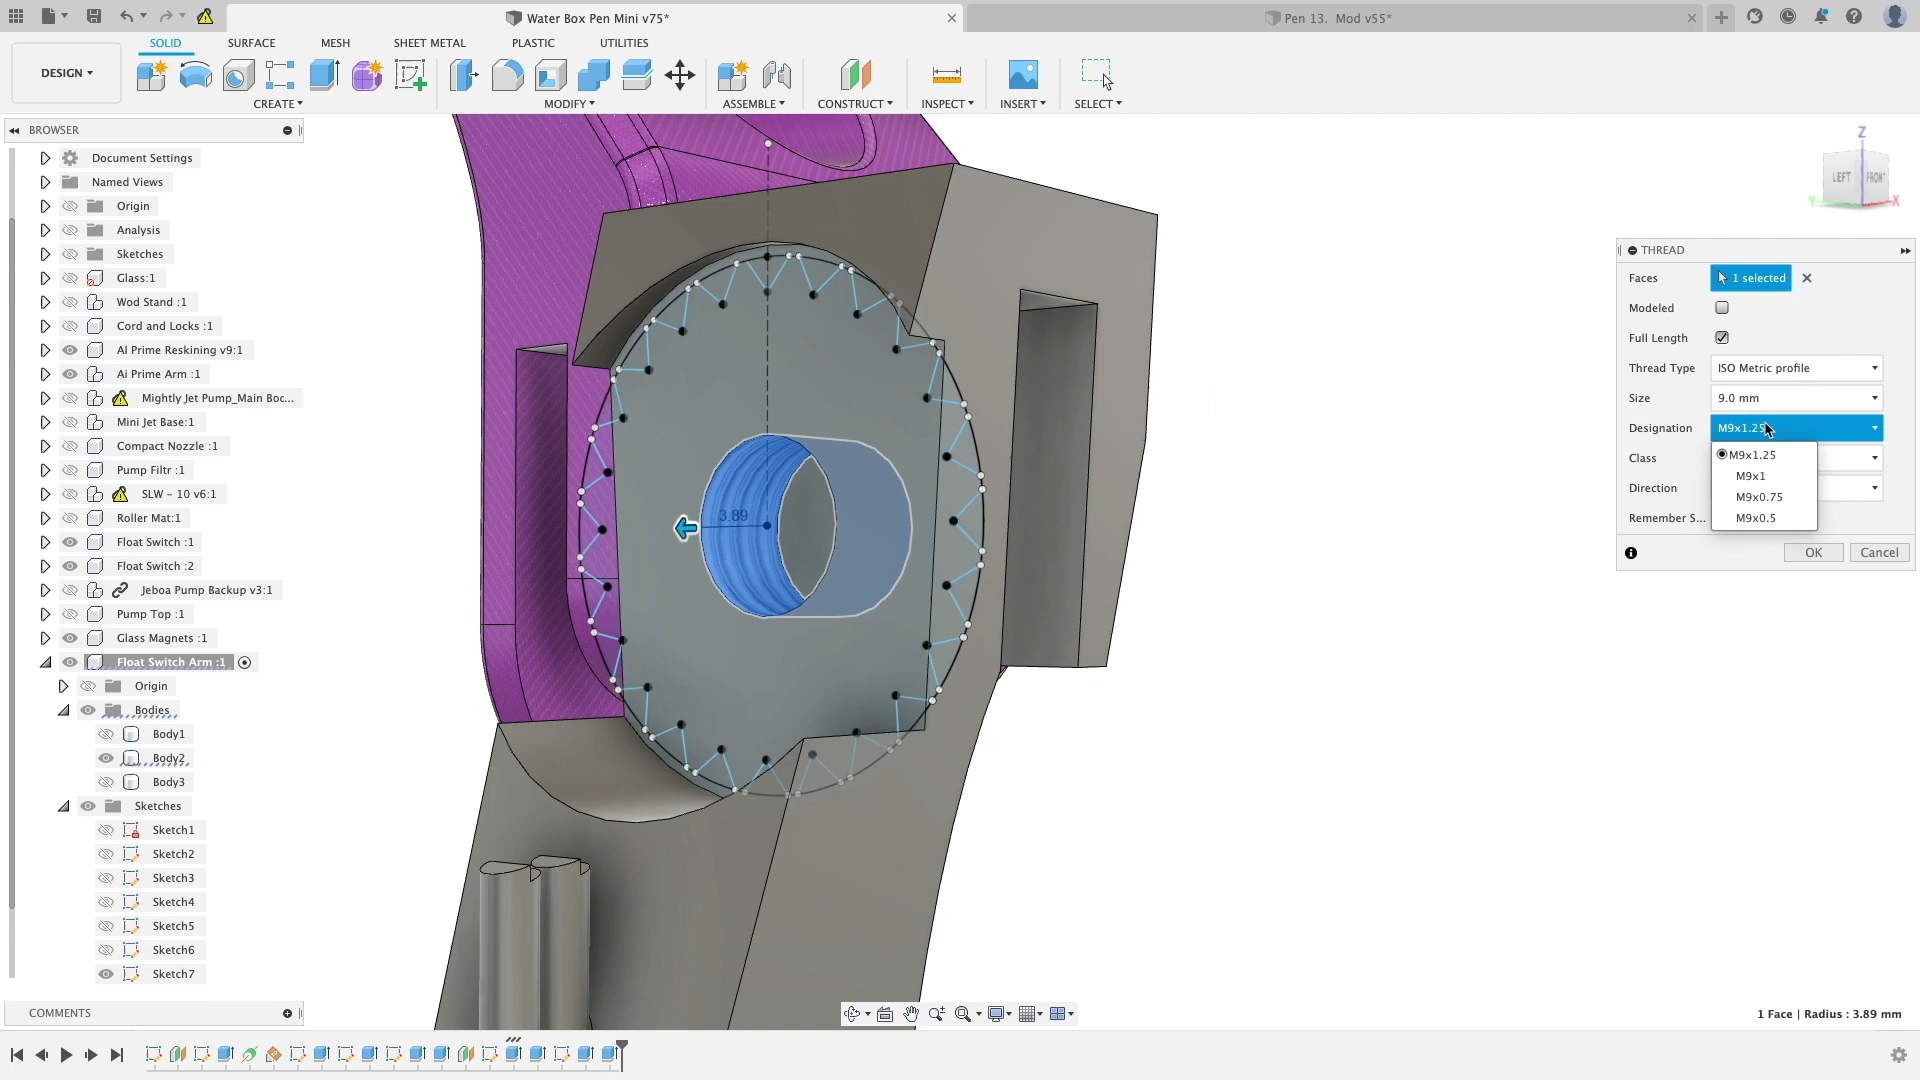 Water Box Pen Mini v75*
Pen 13. Mod v55*
DESIGN
SOLID SURFACE MESH SHEET METAL PLASTIC UTILITIES
CREATE MODIFY ASSEMBLE CONSTRUCT INSPECT INSERT SELECT
BROWSER
Document Settings
Named Views
Origin
Analysis
Sketches
Glass:1
Wod Stand :1
Cord and Locks :1
AI Prime Reskining v9:1
Ai Prime Arm :1
Mightly Jet Pump_Main Boc...
Mini Jet Base:1
Compact Nozzle :1
Pump Filtr :1
SLW - 10 v6:1
Roller Mat:1
Float Switch :1
Float Switch :2
Jeboa Pump Backup v3:1
Pump Top :1
Glass Magnets :1
Float Switch Arm :1
Origin
Bodies
Body1
Body2
Body3
Sketches
Sketch1
Sketch2
Sketch3
Sketch4
Sketch5
Sketch6
Sketch7
COMMENTS
3.89
Z
LEFT FRONT
Y X
THREAD
Faces 1 selected
Modeled
Full Length
Thread Type ISO Metric profile
Size 9.0 mm
Designation M9x1.25
M9x1.25
M9x1
M9x0.75
M9x0.5
Class
Direction
Remember S...
OK Cancel
1 Face | Radius : 3.89 mm